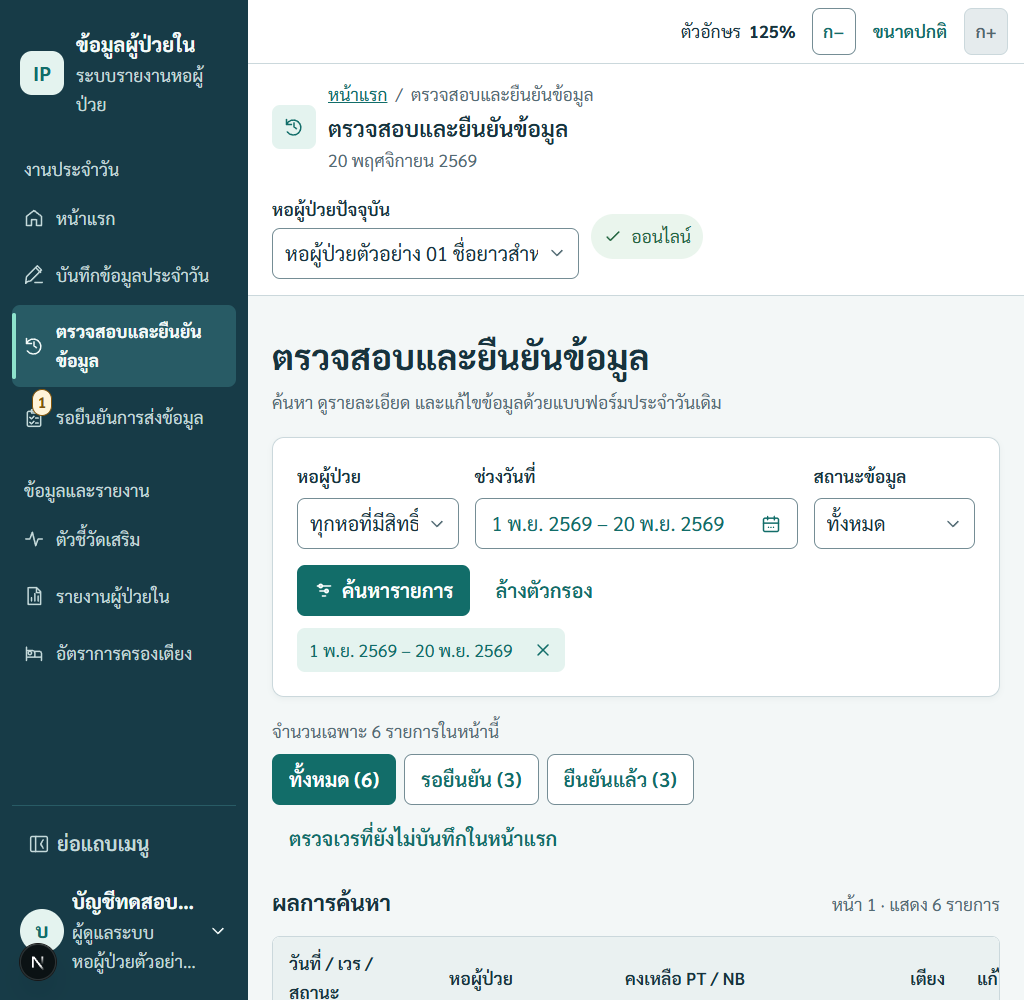 IP
ข้อมูลผู้ป่วยใน
ระบบรายงานหอผู้
ป่วย
งานประจำวัน
หน้าแรก
บันทึกข้อมูลประจำวัน
ตรวจสอบและยืนยัน
ข้อมูล
1
รอยืนยันการส่งข้อมูล
ข้อมูลและรายงาน
ตัวชี้วัดเสริม
รายงานผู้ป่วยใน
อัตราการครองเตียง
ย่อแถบเมนู
บ
บัญชีทดสอบ...
ผู้ดูแลระบบ
หอผู้ป่วยตัวอย่า...
N
ตัวอักษร 125% ก− ขนาดปกติ ก+
หน้าแรก / ตรวจสอบและยืนยันข้อมูล
ตรวจสอบและยืนยันข้อมูล
20 พฤศจิกายน 2569
หอผู้ป่วยปัจจุบัน
หอผู้ป่วยตัวอย่าง 01 ชื่อยาวสำห
ออนไลน์
ตรวจสอบและยืนยันข้อมูล
ค้นหา ดูรายละเอียด และแก้ไขข้อมูลด้วยแบบฟอร์มประจำวันเดิม
หอผู้ป่วย ช่วงวันที่ สถานะข้อมูล
ทุกหอที่มีสิทธิ์ 1 พ.ย. 2569 – 20 พ.ย. 2569 ทั้งหมด
ค้นหารายการ ล้างตัวกรอง
1 พ.ย. 2569 – 20 พ.ย. 2569
จำนวนเฉพาะ 6 รายการในหน้านี้
ทั้งหมด (6) รอยืนยัน (3) ยืนยันแล้ว (3)
ตรวจเวรที่ยังไม่บันทึกในหน้าแรก
ผลการค้นหา หน้า 1 · แสดง 6 รายการ
วันที่ / เวร /
สถานะ
หอผู้ป่วย คงเหลือ PT / NB เตียง แก้